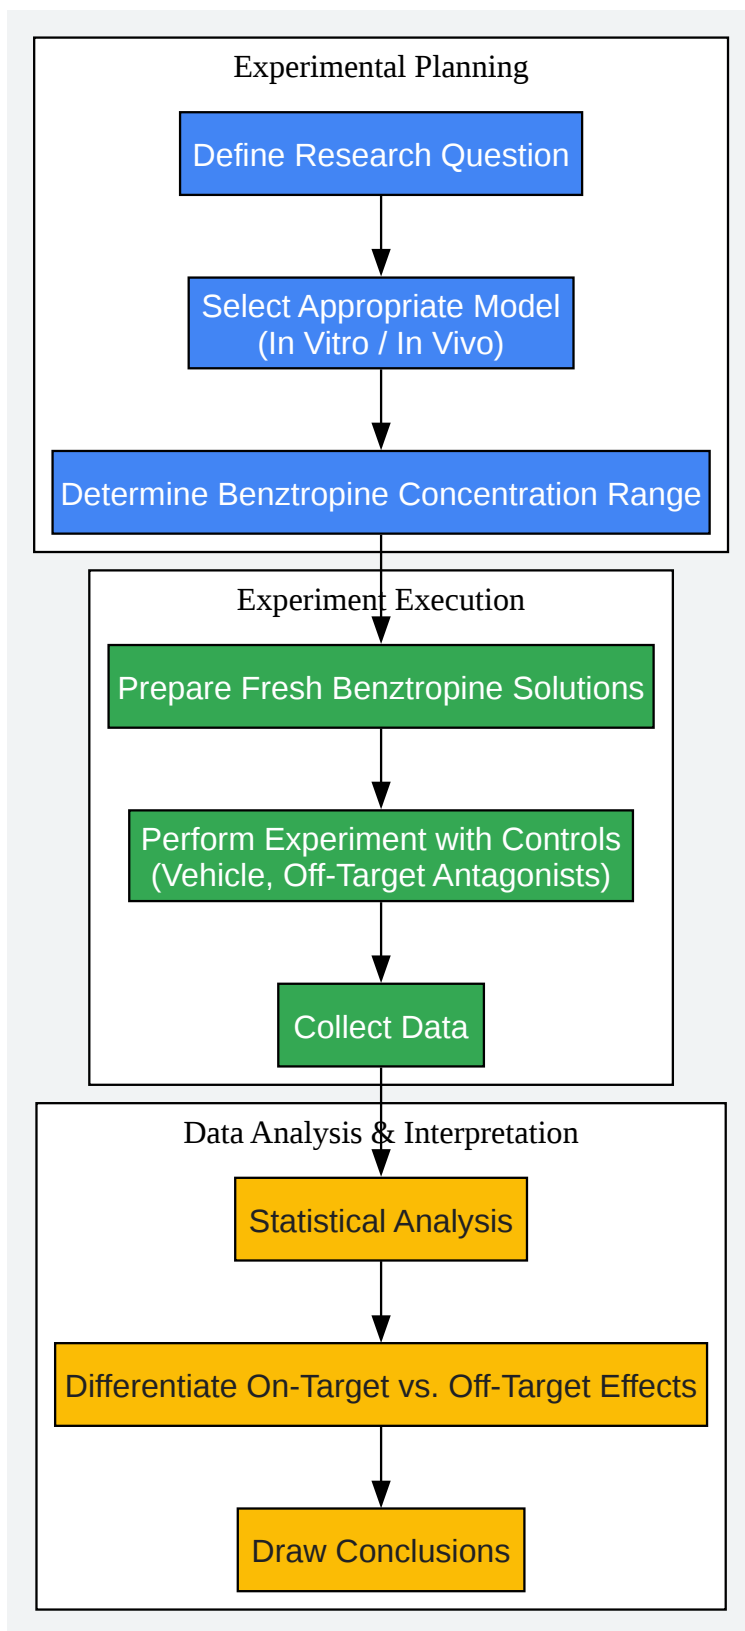 Experimental Planning
Define Research Question
Select Appropriate Model
(In Vitro / In Vivo)
Determine Benztropine Concentration Range
Experiment Execution
Prepare Fresh Benztropine Solutions
Perform Experiment with Controls
(Vehicle, Off-Target Antagonists)
Collect Data
Data Analysis & Interpretation
Statistical Analysis
Differentiate On-Target vs. Off-Target Effects
Draw Conclusions